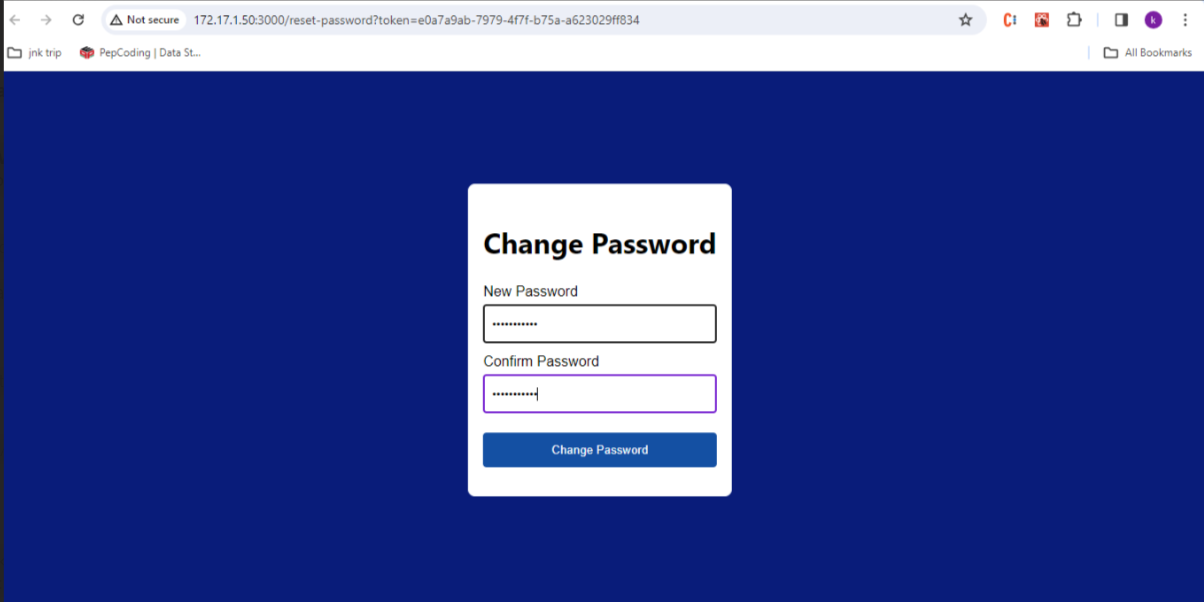 Not secure 172.17.1.50:3000/reset-password?token=e0a7a9ab-7979-4f7f-b75a-a623029ff834 C k
jnk trip PepCoding | Data St... All Bookmarks
Change Password
New Password
•••••••••••
Confirm Password
•••••••••••
Change Password